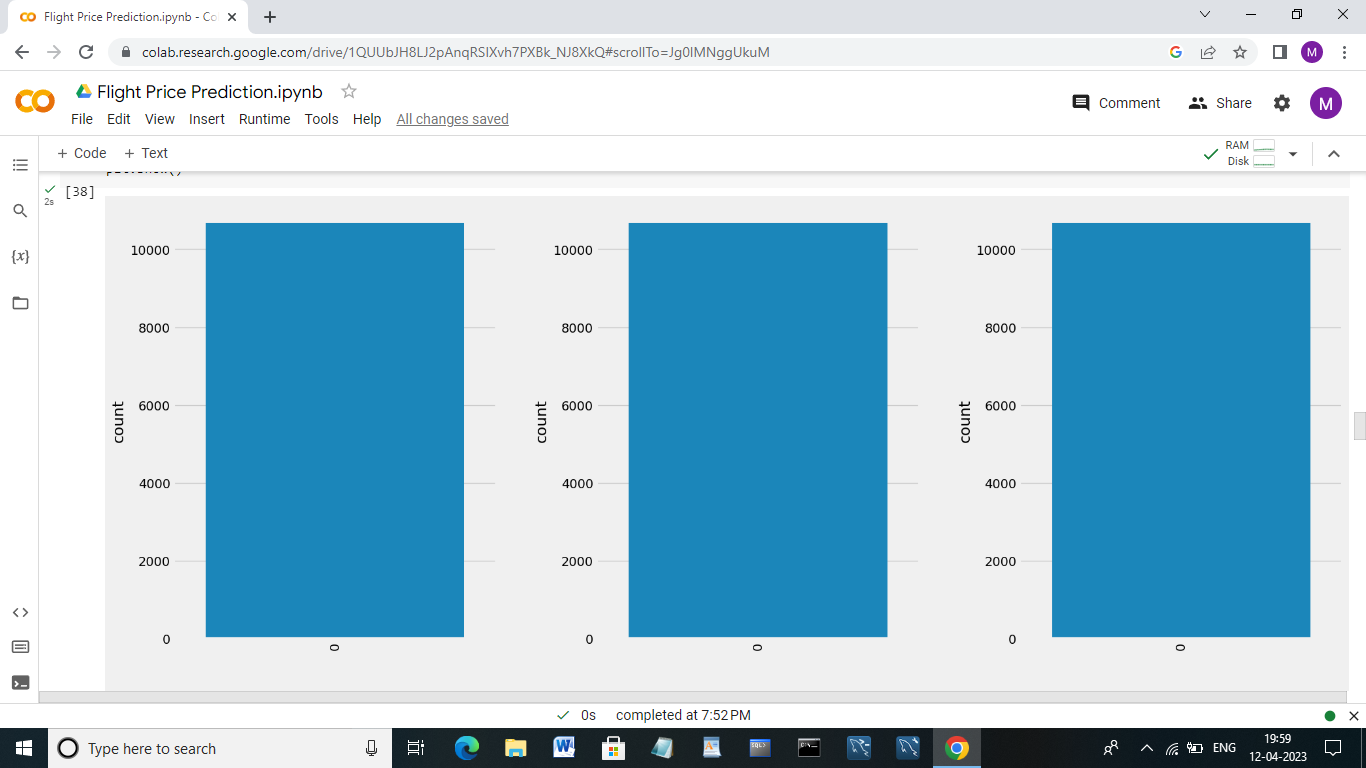 Flight Price Prediction.ipynb - Co
colab.research.google.com/drive/1QUUbJH8LJ2pAnqRSIXvh7PXBk_NJ8XkQ#scrollTo=Jg0lMNggUkuM
M
Flight Price Prediction.ipynb
File Edit View Insert Runtime Tools Help All changes saved
Comment Share M
+ Code + Text
RAM
Disk
[38]
2s
{x}
10000
8000
6000
4000
2000
0
count
0
10000
8000
6000
4000
2000
0
count
0
10000
8000
6000
4000
2000
0
count
0
0s completed at 7:52 PM
Type here to search
ENG
19:59
12-04-2023